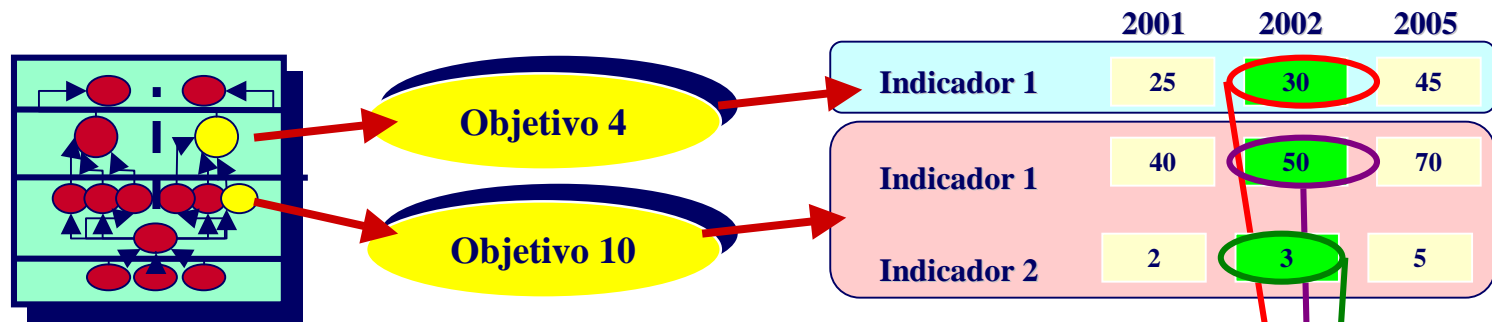 2001 2002 2005
Objetivo 4
Indicador 1 25 30 45
Objetivo 10
Indicador 1 40 50 70
Indicador 2 2 3 5